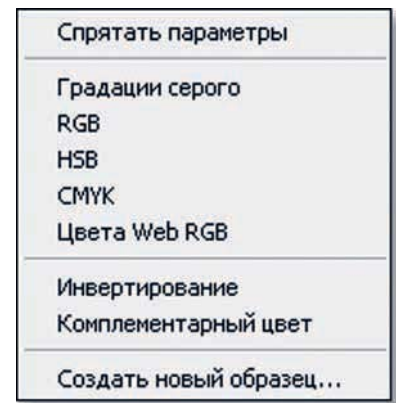 Спрятать параметры
Градации серого
RGB
HSB
CMYK
Цвета Web RGB
Инвертирование
Комплементарный цвет
Создать новый образец...